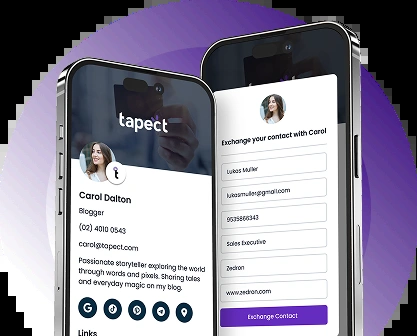 tapect
t
Carol Dalton
Blogger
(02) 4010 0543
carol@tapect.com
Passionate storyteller exploring the world
through words and pixels. Sharing tales
and everyday magic on my blog.
Links
Exchange your contact with Carol
Lukas Muller
lukasmuller@gmail.com
9535866343
Sales Executive
Zedron
www.zedron.com
Exchange Contact